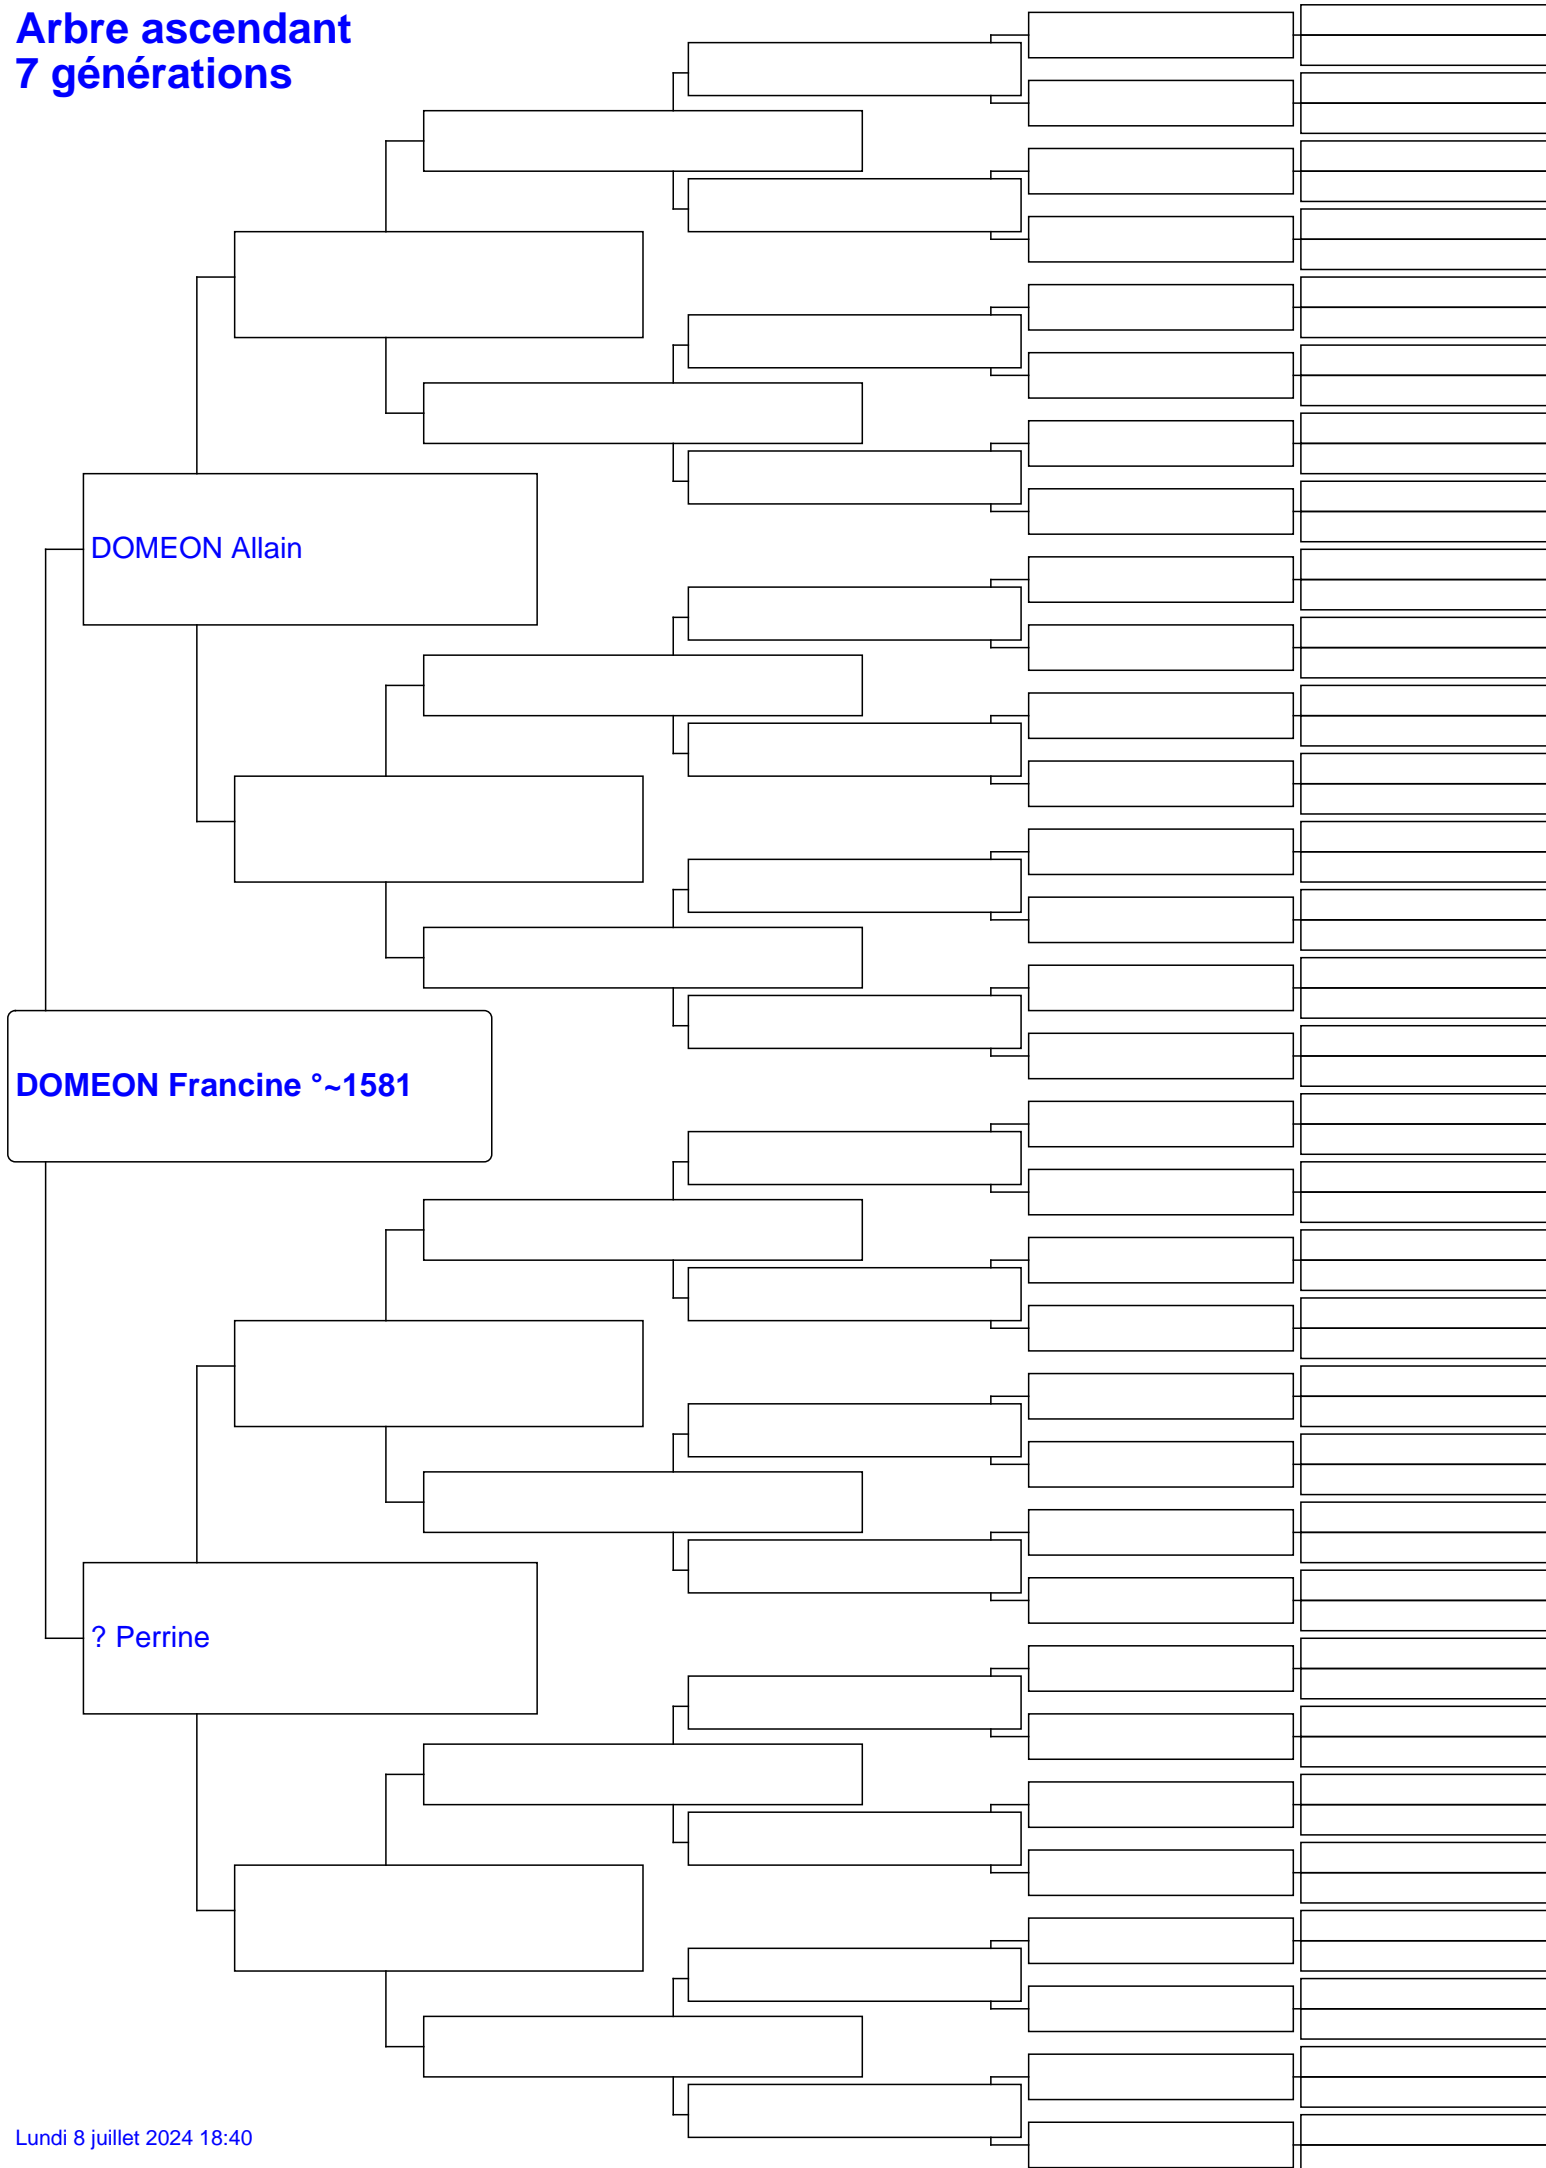 Arbre ascendant
7 générations
DOMEON Allain
DOMEON Francine °~1581
? Perrine
Lundi 8 juillet 2024 18:40